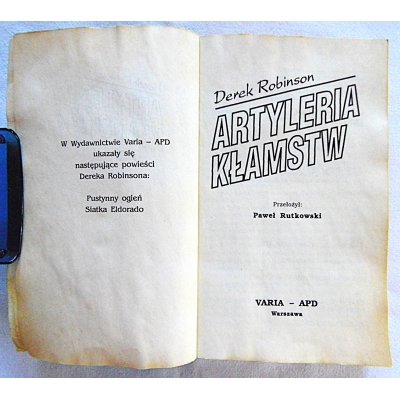 W Wydawnictwie Varia – APD
ukazały się
następujące powieści
Dereka Robinsona:
Pustynny ogień
Siatka Eldorado
Derek Robinson
ARTYLERIA
KŁAMSTW
Przełożył:
Paweł Rutkowski
VARIA – APD
Warszawa